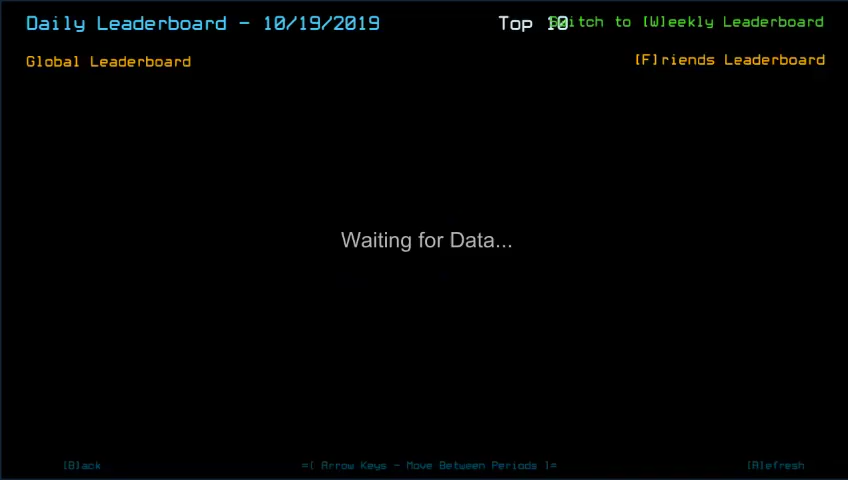 Daily Leaderboard - 10/19/2019
Top 10
Switch to [W]eekly Leaderboard
Global Leaderboard
[F]riends Leaderboard
Waiting for Data...
[B]ack
=[ Arrow Keys - Move Between Periods ]=
[R]efresh